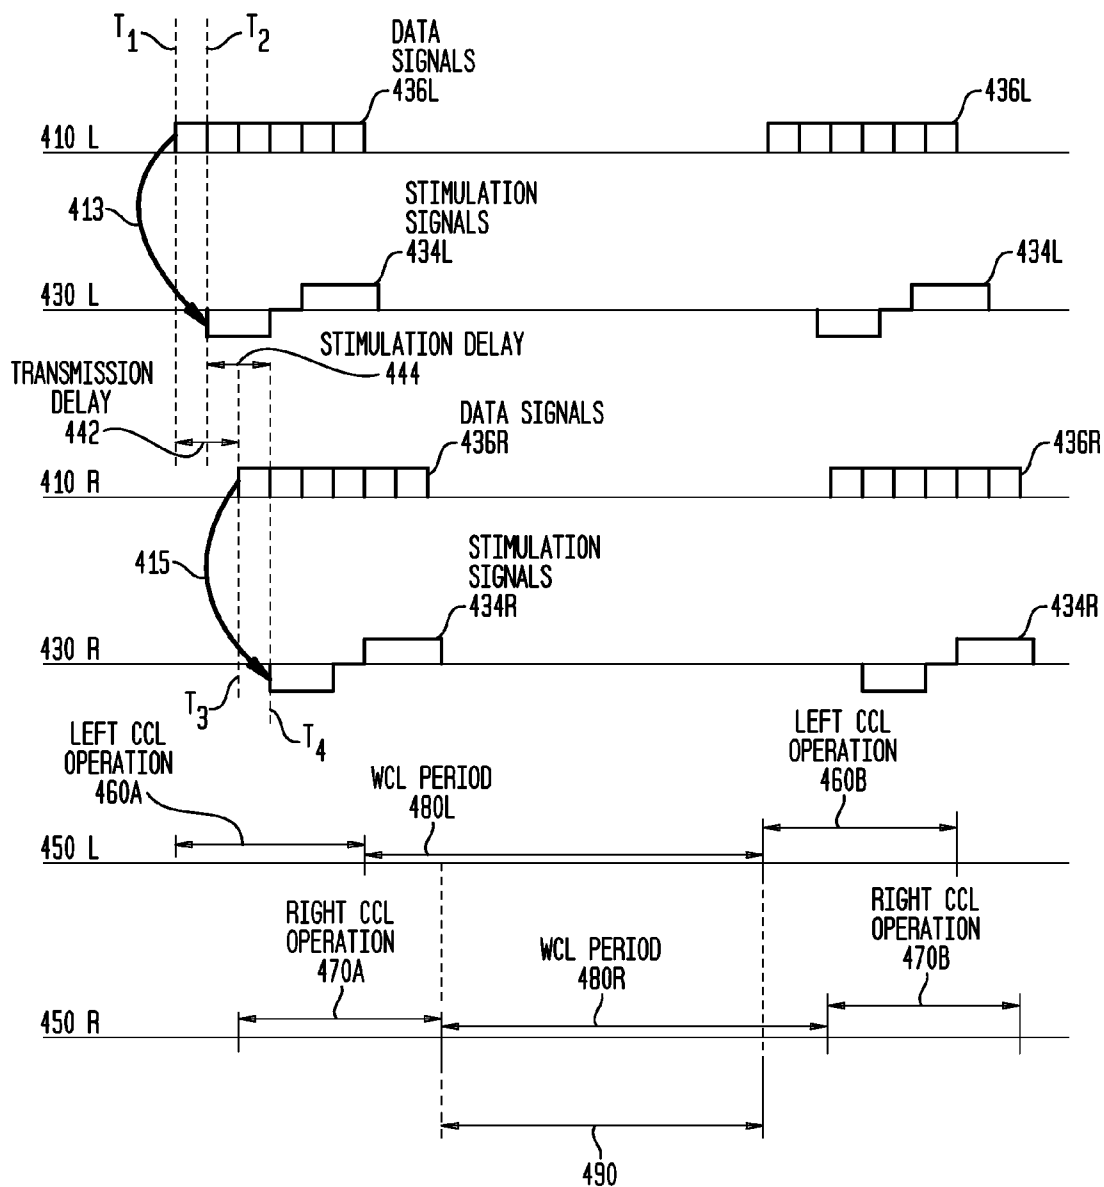 T1
T2
DATA
SIGNALS
436L
436L
410 L
413
STIMULATION
SIGNALS
434L
434L
430 L
STIMULATION DELAY
444
TRANSMISSION
DELAY
442
DATA SIGNALS
436R
436R
410 R
415
STIMULATION
SIGNALS
434R
434R
430 R
T3
T4
LEFT CCL
OPERATION
460A
WCL PERIOD
480L
LEFT CCL
OPERATION
460B
450 L
RIGHT CCL
OPERATION
470A
WCL PERIOD
480R
RIGHT CCL
OPERATION
470B
450 R
490